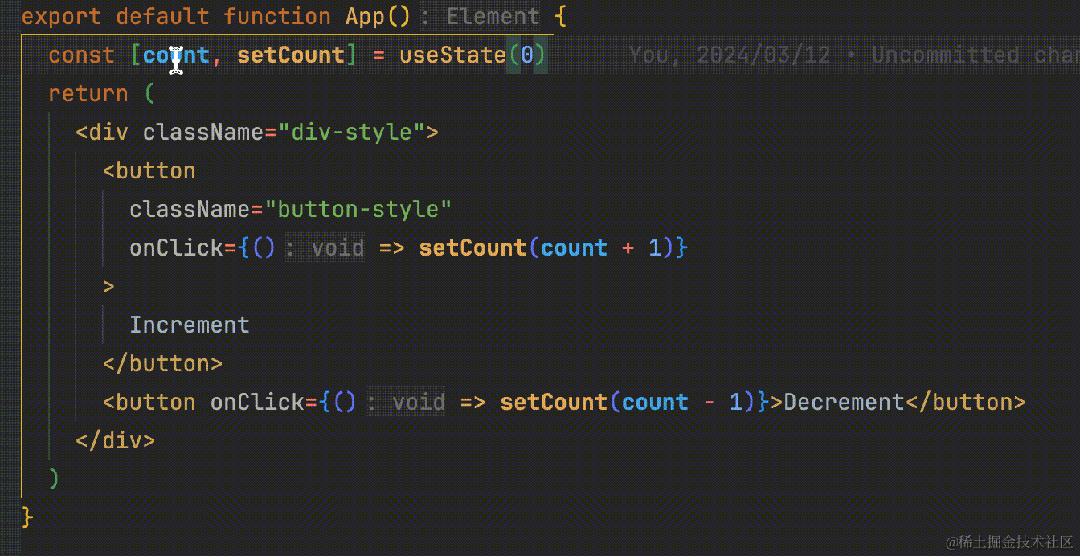 export default function App() : Element {
const [count, setCount] = useState(0) You, 2024/03/12 · Uncommitted chan
return (
<div className="div-style">
<button
className="button-style"
onClick={() : void => setCount(count + 1)}
>
Increment
</button>
<button onClick={() : void => setCount(count - 1)}>Decrement</button>
</div>
)
}
@稀土掘金技术社区